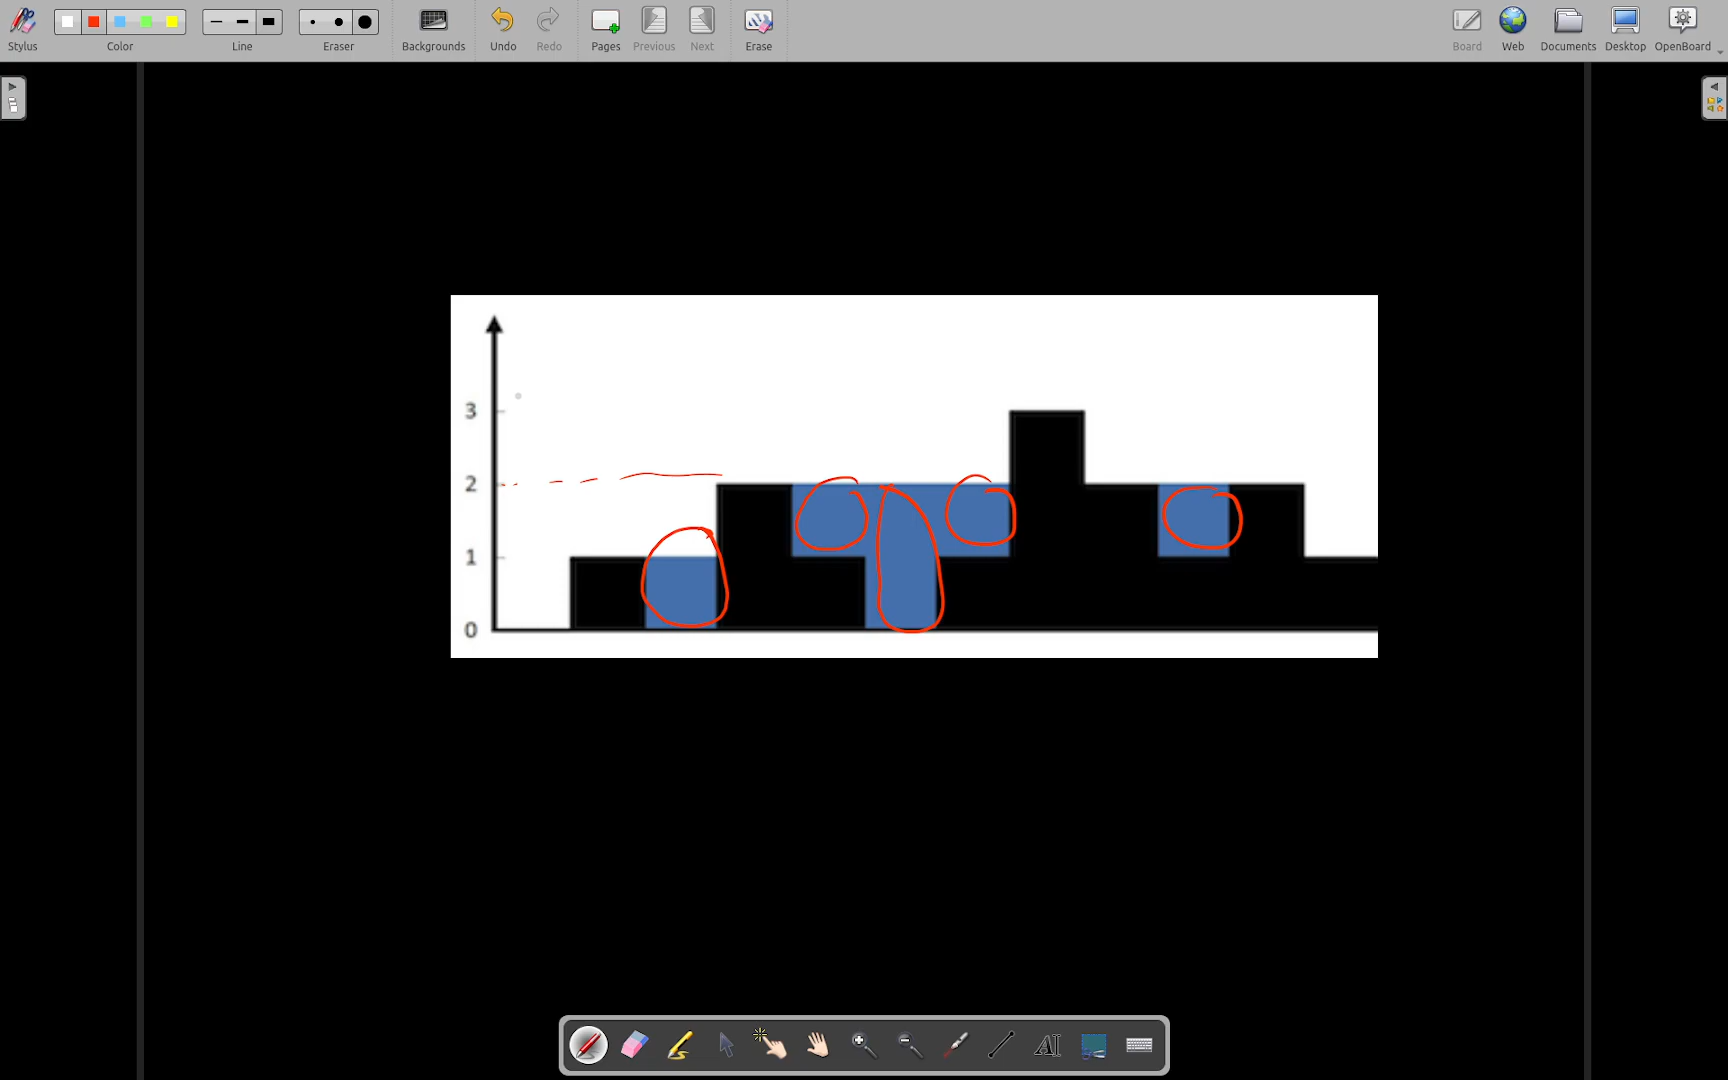 Stylus
Color
Line
Eraser
Backgrounds
Undo
Redo
Pages
Previous
Next
Erase
Board
Web
Documents
Desktop
OpenBoard
3
2
1
0
AI